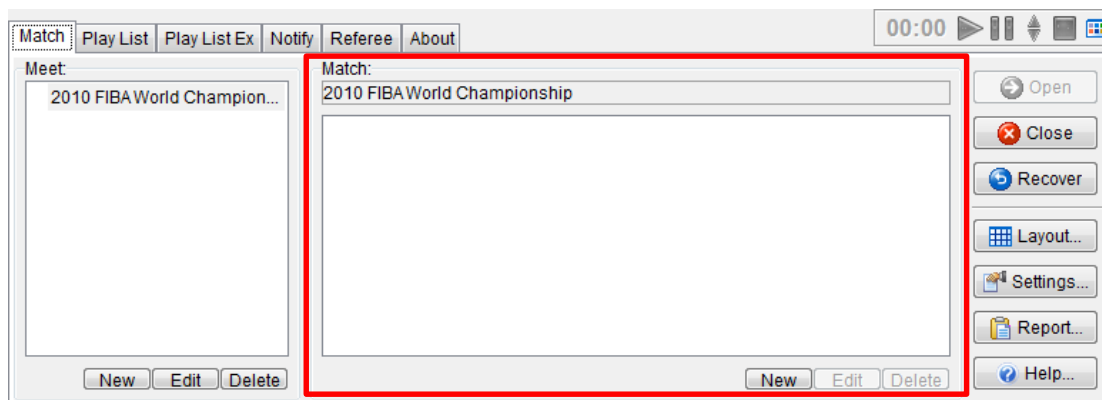 Match Play List Play List Ex Notify Referee About 00:00
Meet:
2010 FIBA World Champion...
New Edit Delete
Match:
2010 FIBA World Championship
New Edit Delete
Open
Close
Recover
Layout...
Settings...
Report...
Help...